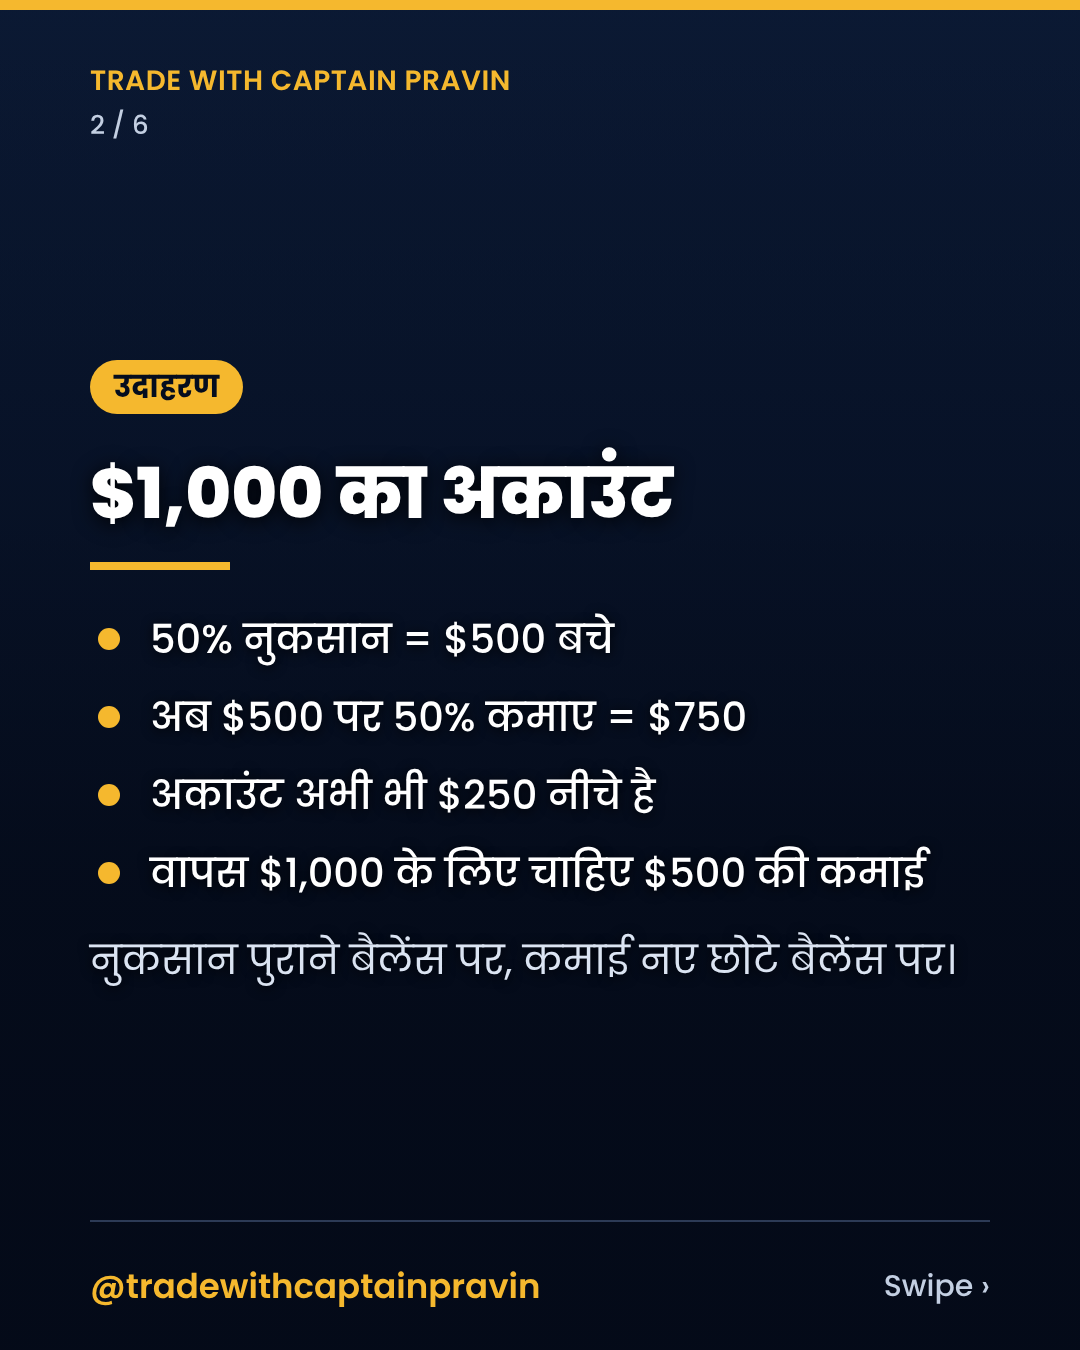 TRADE WITH CAPTAIN PRAVIN
2 / 6
उदाहरण
$1,000 का अकाउंट
50% नुकसान = $500 बचे
अब $500 पर 50% कमाए = $750
अकाउंट अभी भी $250 नीचे है
वापस $1,000 के लिए चाहिए $500 की कमाई
नुकसान पुराने बैलेंस पर, कमाई नए छोटे बैलेंस पर।
@tradewithcaptainpravin
Swipe ›